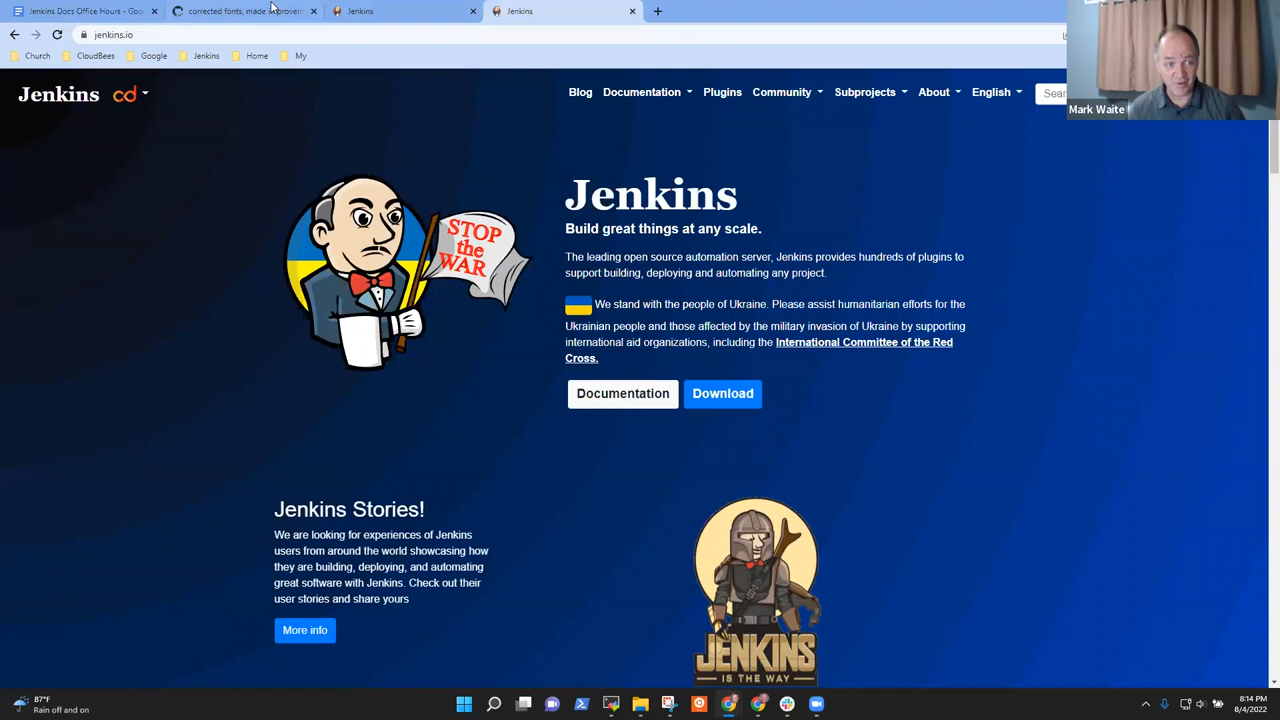 Jenkins Docs Office Hours - Goo
corrected fonts, made improvem
Jenkins
Jenkins
jenkins.io
Church
CloudBees
Google
Jenkins
Home
My
Mark Waite
Jenkins cd
Blog
Documentation
Plugins
Community
Subprojects
About
English
Sear
STOP
the
WAR
Jenkins
Build great things at any scale.
The leading open source automation server, Jenkins provides hundreds of plugins to
support building, deploying and automating any project.
We stand with the people of Ukraine. Please assist humanitarian efforts for the
Ukrainian people and those affected by the military invasion of Ukraine by supporting
international aid organizations, including the International Committee of the Red
Cross.
Documentation
Download
Jenkins Stories!
We are looking for experiences of Jenkins
users from around the world showcasing how
they are building, deploying, and automating
great software with Jenkins. Check out their
user stories and share yours
More info
JENKINS
IS THE WAY
87°F
Rain off and on
8:14 PM
8/4/2022